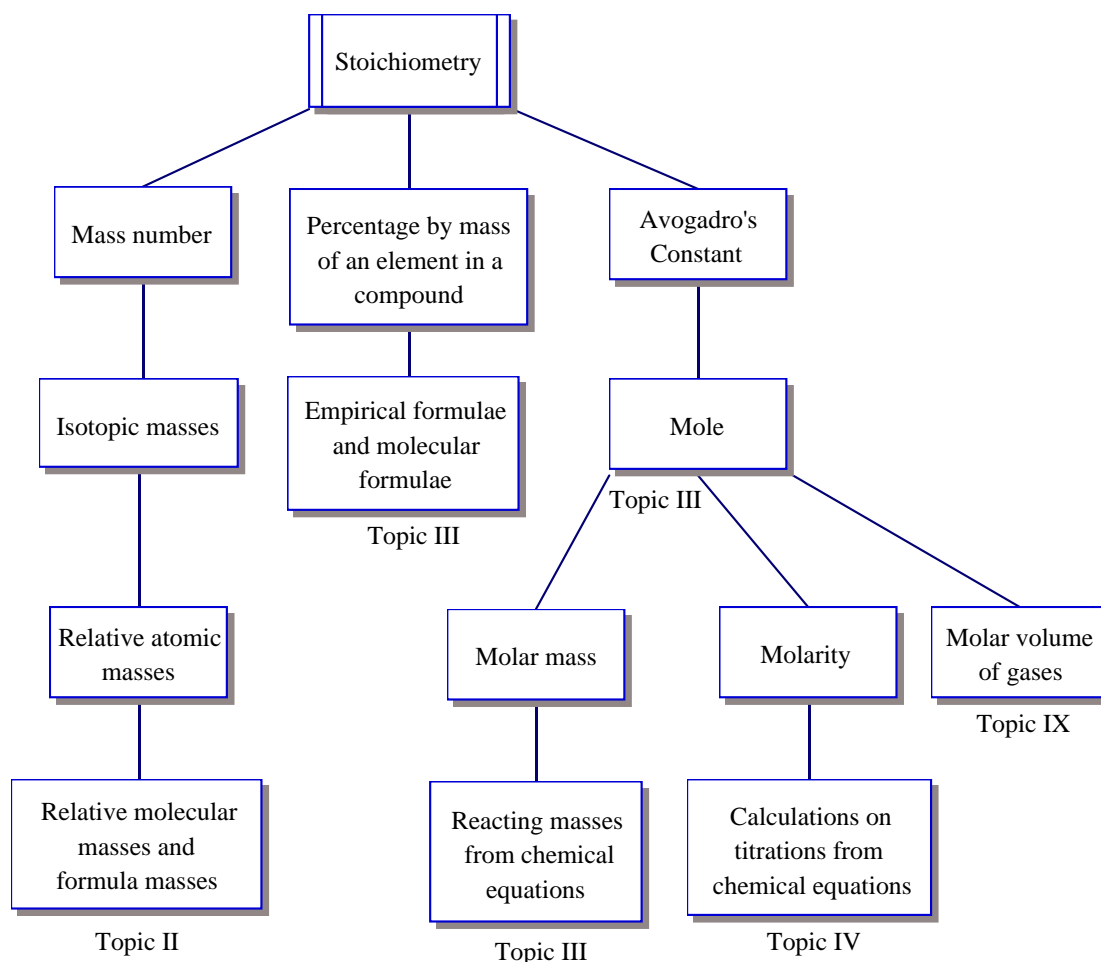 Stoichiometry
Mass number
Percentage by mass
of an element in a
compound
Avogadro's
Constant
Isotopic masses
Empirical formulae
and molecular
formulae
Topic III
Mole
Topic III
Relative atomic
masses
Molar mass
Molarity
Molar volume
of gases
Topic IX
Relative molecular
masses and
formula masses
Topic II
Reacting masses
from chemical
equations
Topic III
Calculations on
titrations from
chemical equations
Topic IV